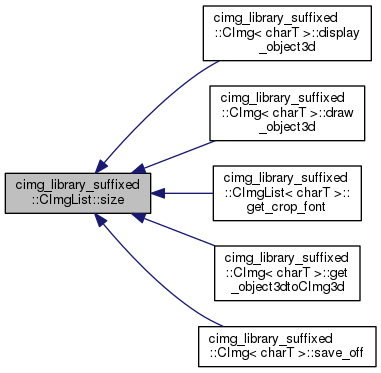 cimg_library_suffixed
::CImg< charT >::display
_object3d
cimg_library_suffixed
::CImg< charT >::draw
_object3d
cimg_library_suffixed
::CImgList::size
cimg_library_suffixed
::CImgList< charT >::
get_crop_font
cimg_library_suffixed
::CImg< charT >::get
_object3dtoCImg3d
cimg_library_suffixed
::CImg< charT >::save_off